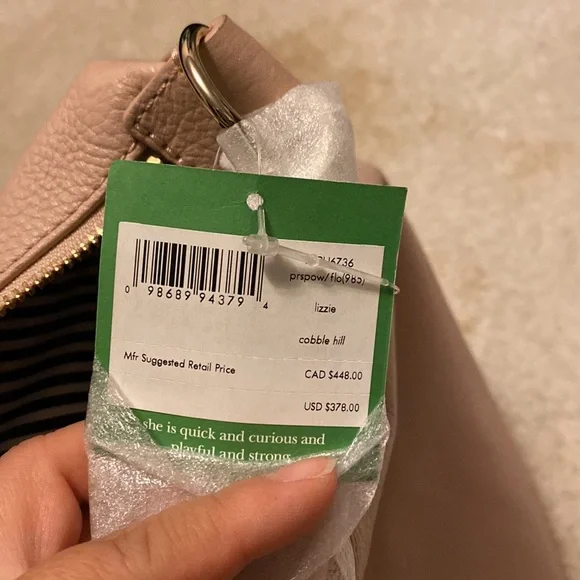 prspaw/flo(985)
0 98689 94379 4
lizzie
cobble hill
Mfr Suggested Retail Price
CAD $448.00
USD $378.00
she is quick and curious and
playful and strong